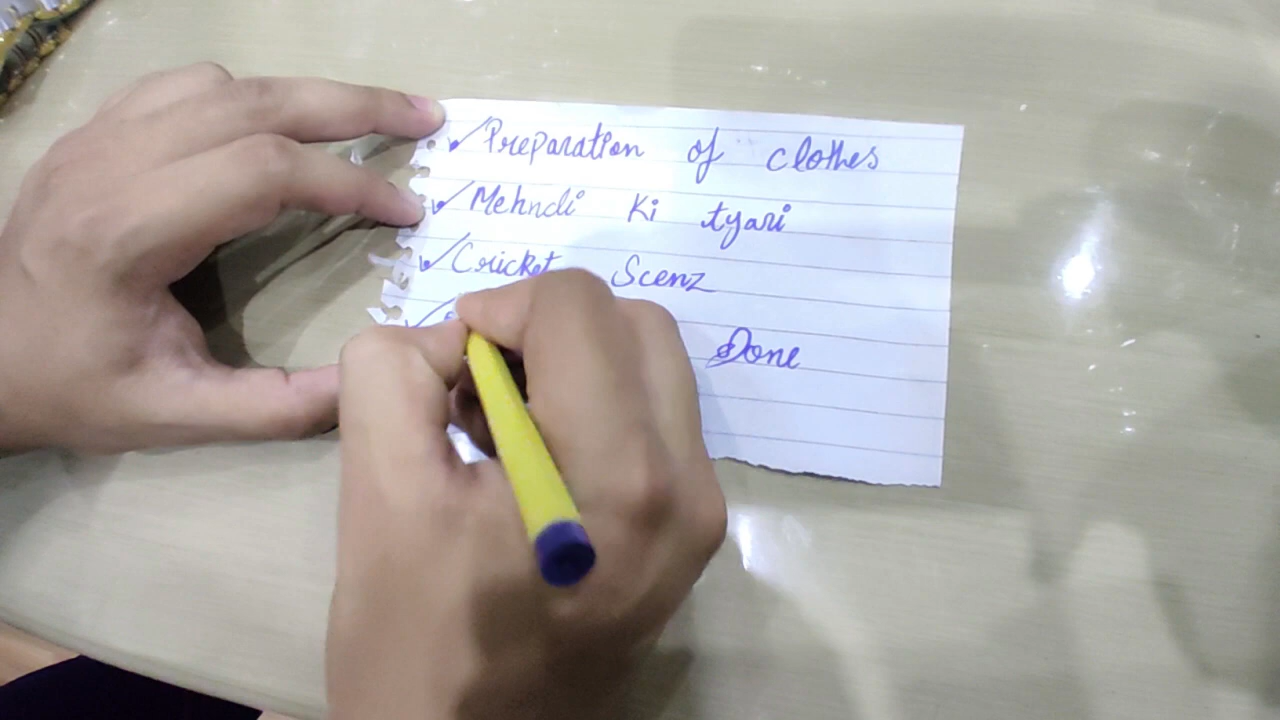 ✓ Preparation of clothes
✓ Mehndi Ki tyari
✓ Cricket Scenz
✓ Done